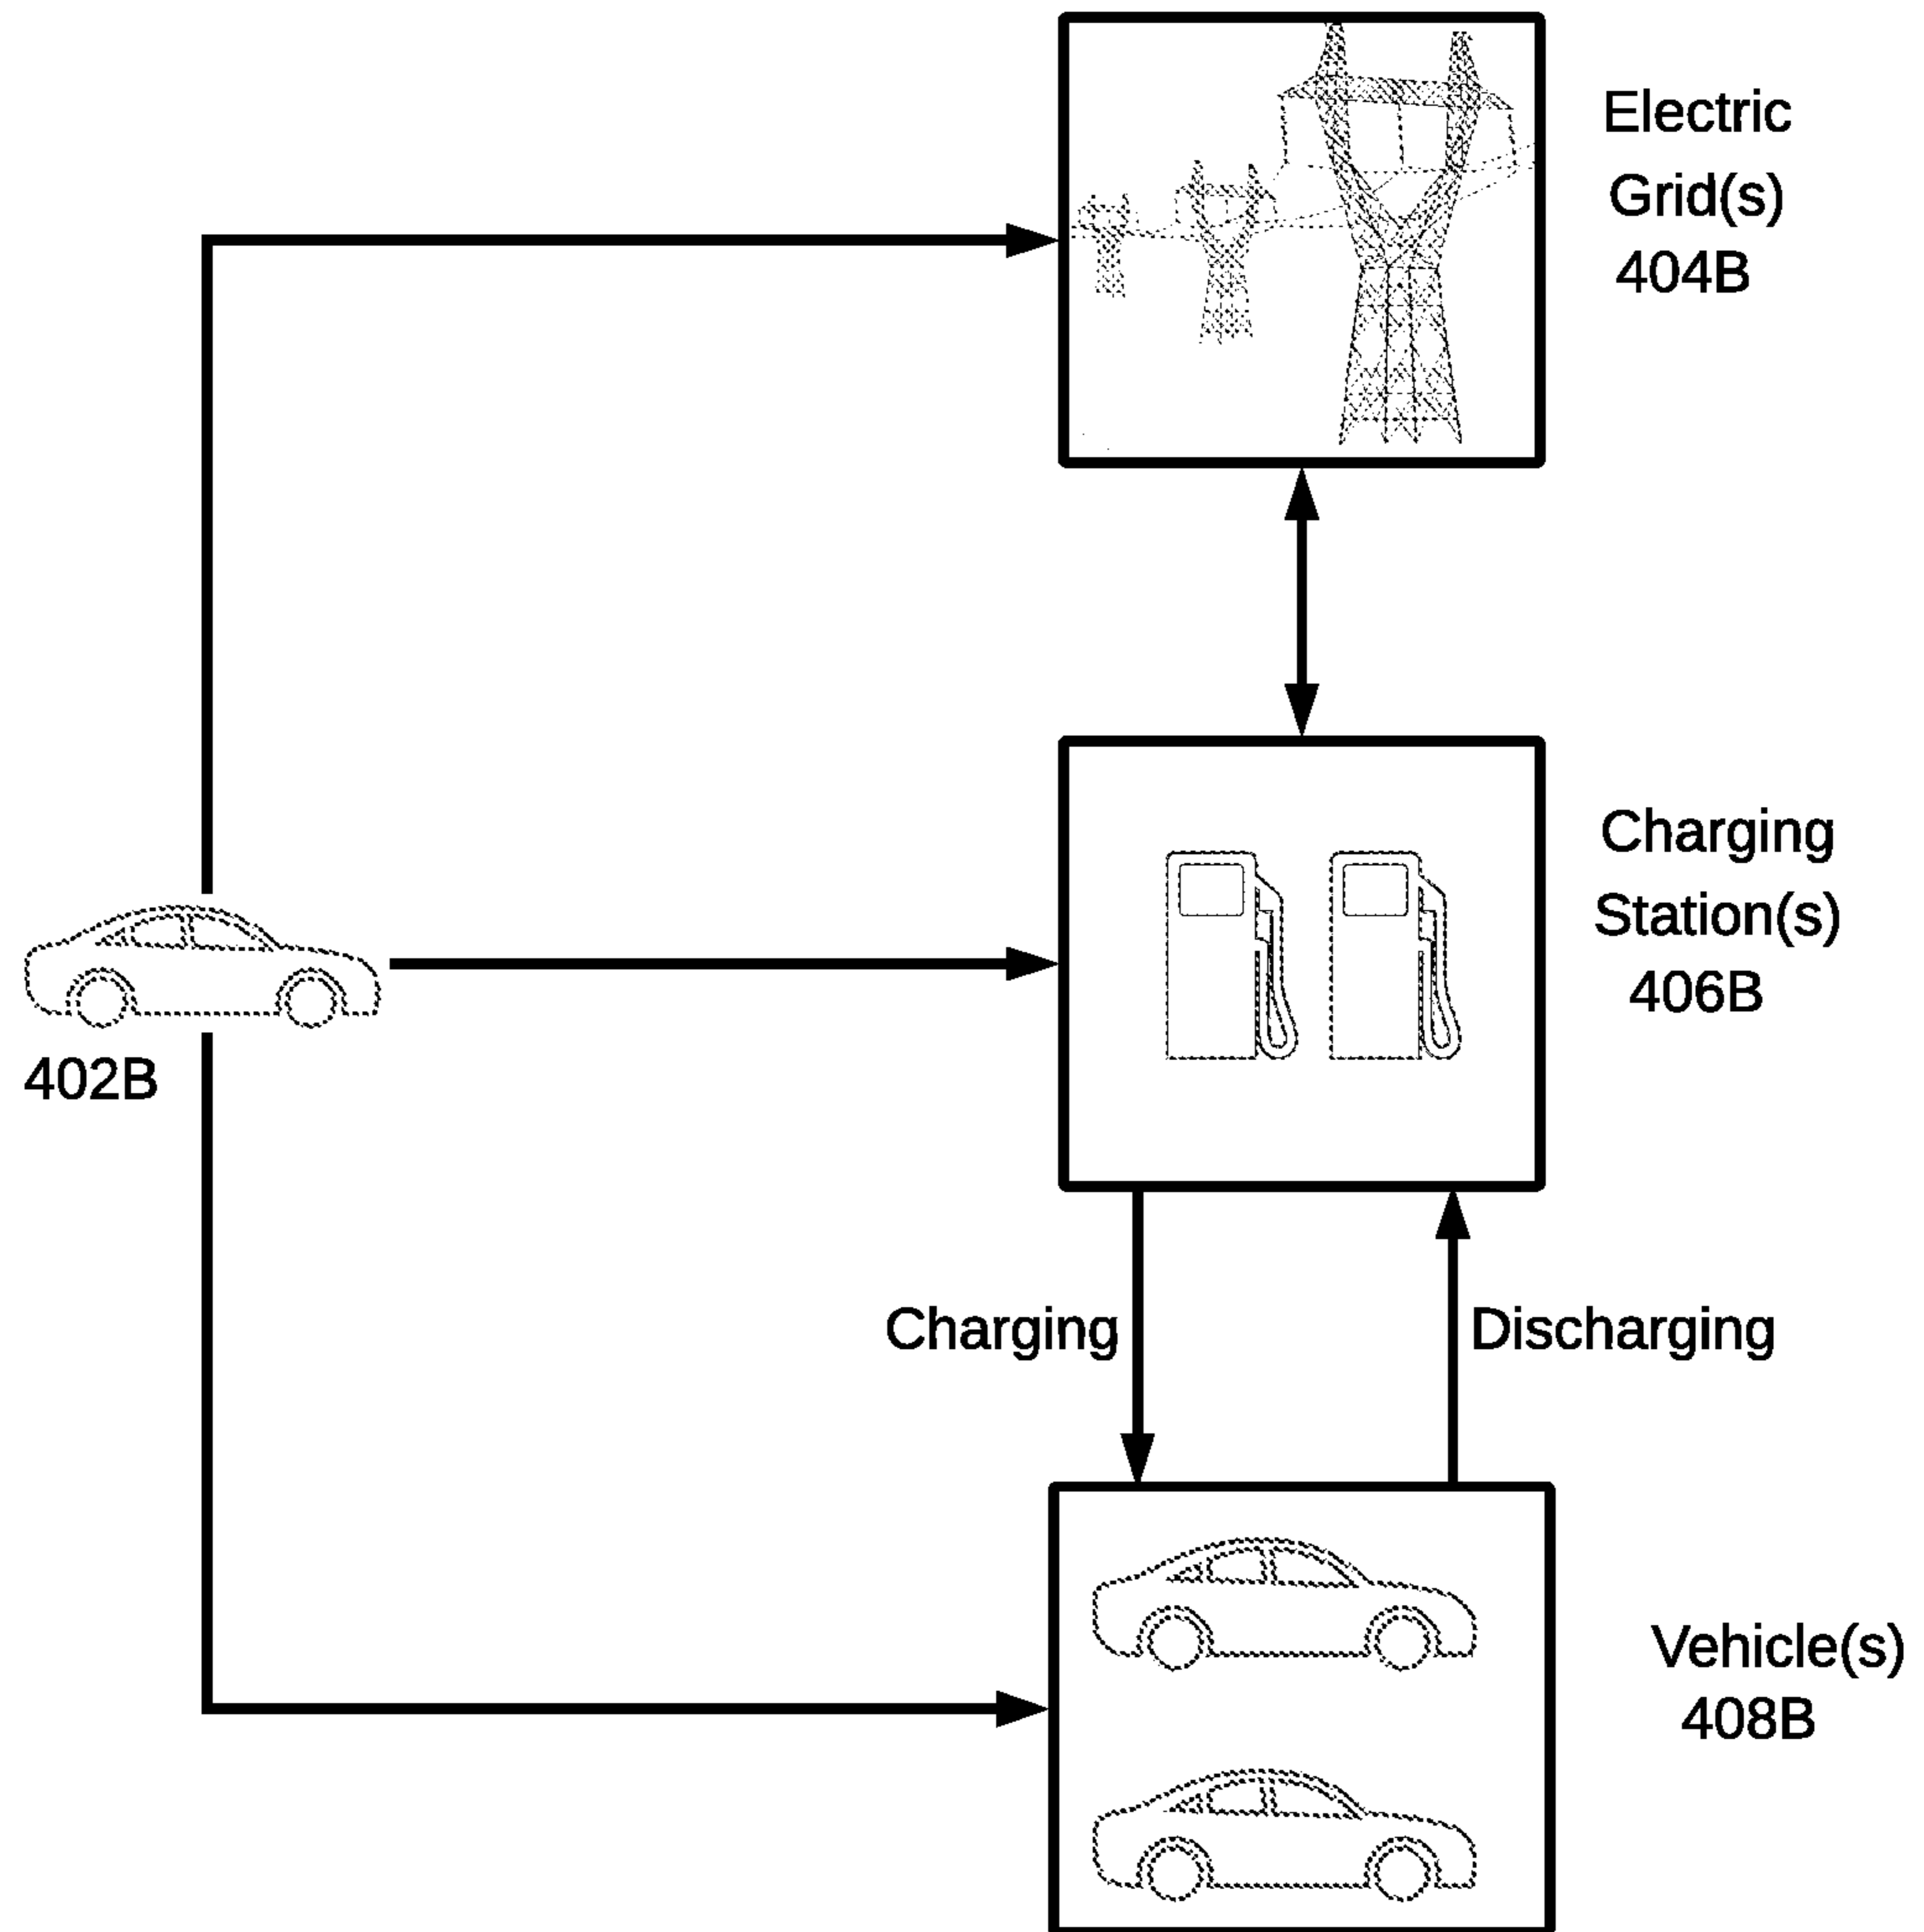 Electric
Grid(s)
404B
Charging
Station(s)
406B
402B
Charging
Discharging
Vehicle(s)
408B